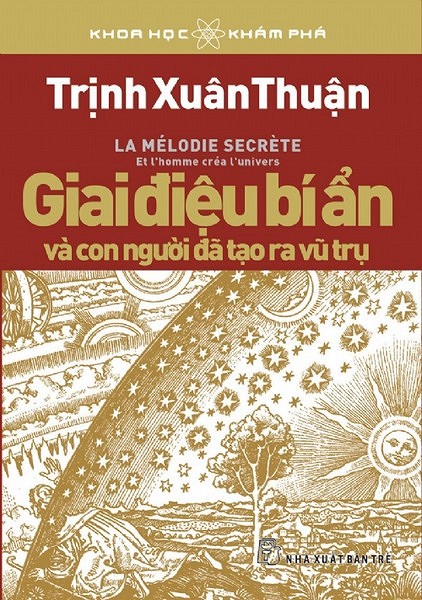 KHOA HỌC KHÁM PHÁ
Trịnh Xuân Thuận
LA MÉLODIE SECRÈTE
Et l'homme créa l'univers
Giai điệu bí ẩn
và con người đã tạo ra vũ trụ
NHÀ XUẤT BẢN TRẺ